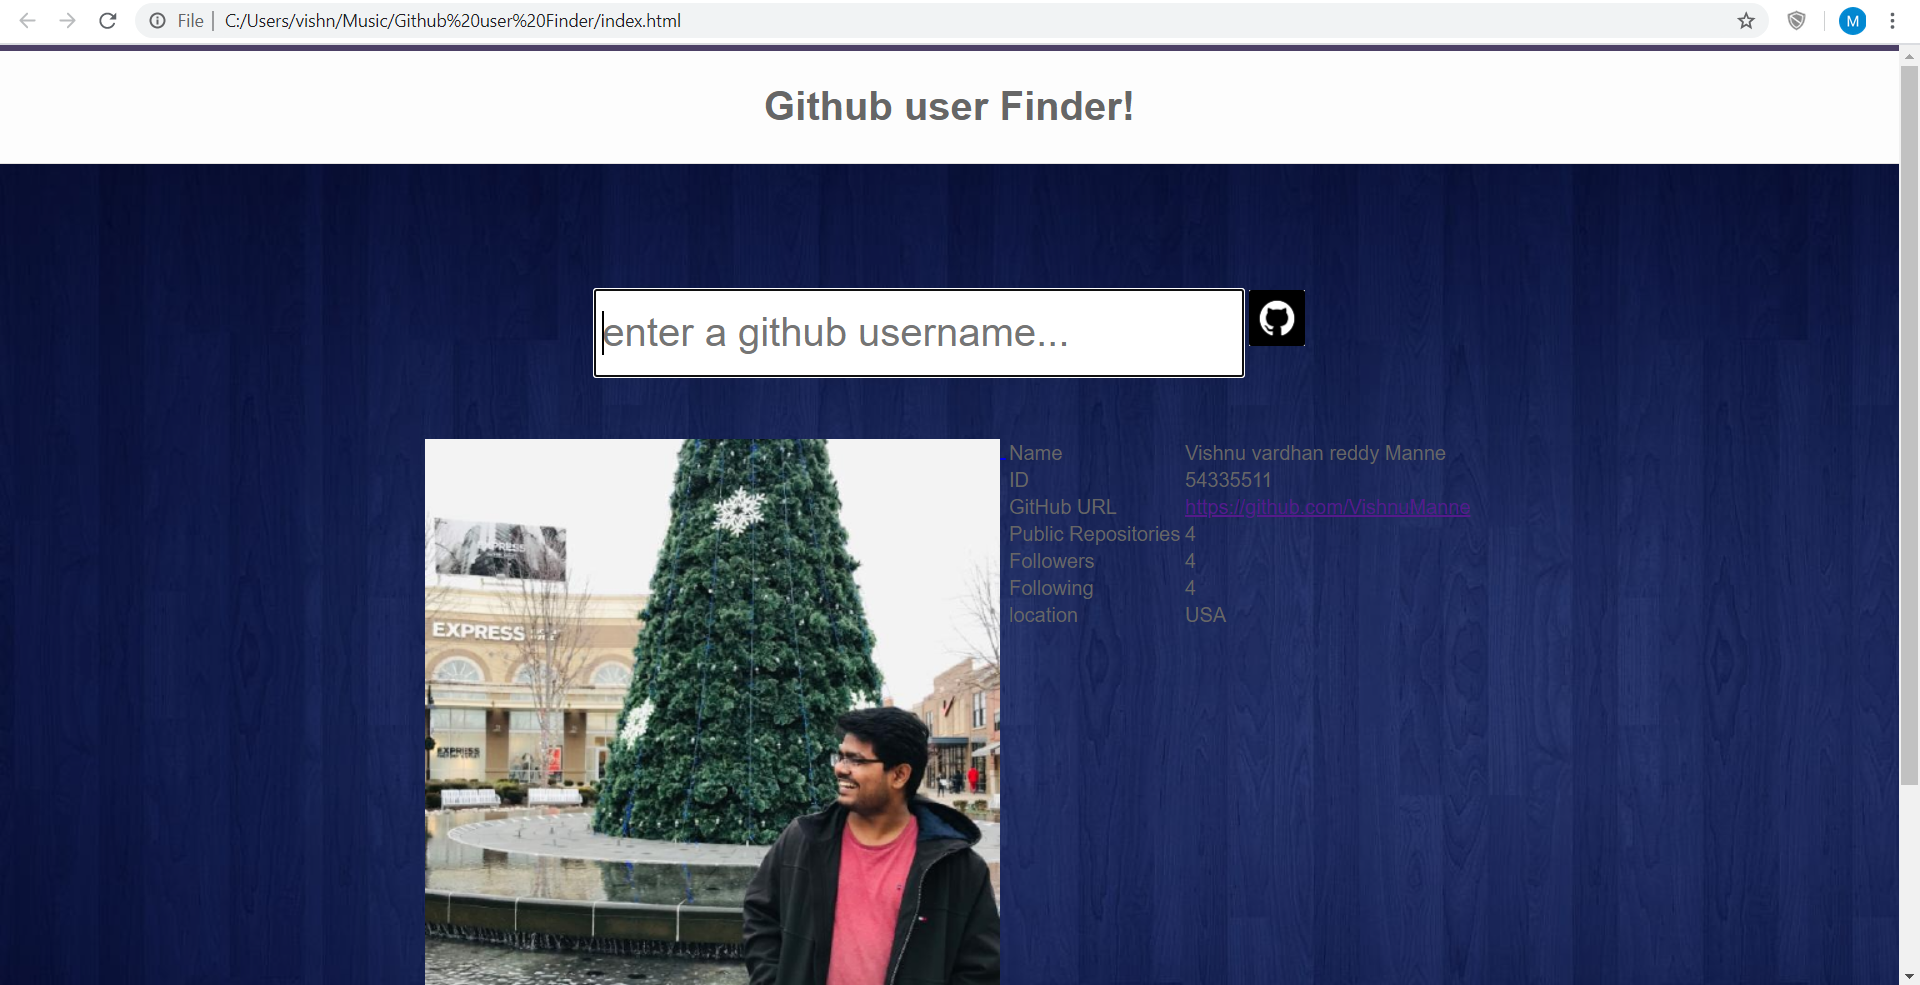 File | C:/Users/vishn/Music/Github%20user%20Finder/index.html
M
Github user Finder!
enter a github username...
Name Vishnu vardhan reddy Manne
ID 54335511
GitHub URL https://github.com/VishnuManne
Public Repositories 4
Followers 4
Following 4
location USA
EXPRESS
EXPRESS
EXPRESS